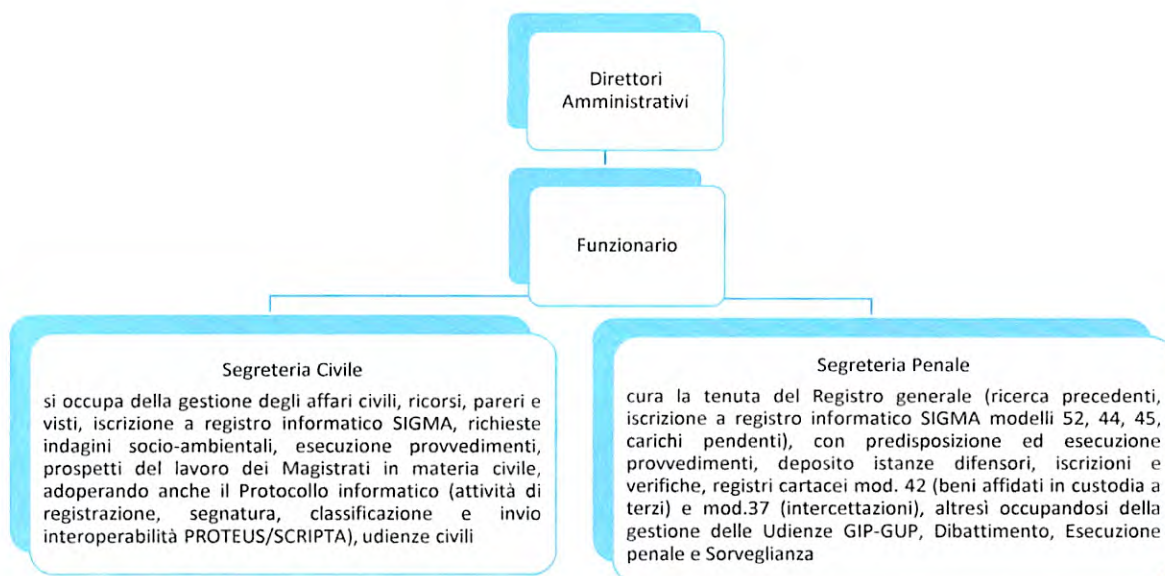 Direttori
Amministrativi
Funzionario
Segreteria Civile
si occupa della gestione degli affari civili, ricorsi, pareri e
visti, iscrizione a registro informatico SIGMA, richieste
indagini socio-ambientali, esecuzione provvedimenti,
prospetti del lavoro dei Magistrati in materia civile,
adoperando anche il Protocollo informatico (attività di
registrazione, segnatura, classificazione e invio
interoperabilità PROTEUS/SCRIPTA), udienze civili
Segreteria Penale
cura la tenuta del Registro generale (ricerca precedenti,
iscrizione a registro informatico SIGMA modelli 52, 44, 45,
carichi pendenti), con predisposizione ed esecuzione
provvedimenti, deposito istanze difensori, iscrizioni e
verifiche, registri cartacei mod. 42 (beni affidati in custodia a
terzi) e mod.37 (intercettazioni), altresì occupandosi della
gestione delle Udienze GIP-GUP, Dibattimento, Esecuzione
penale e Sorveglianza